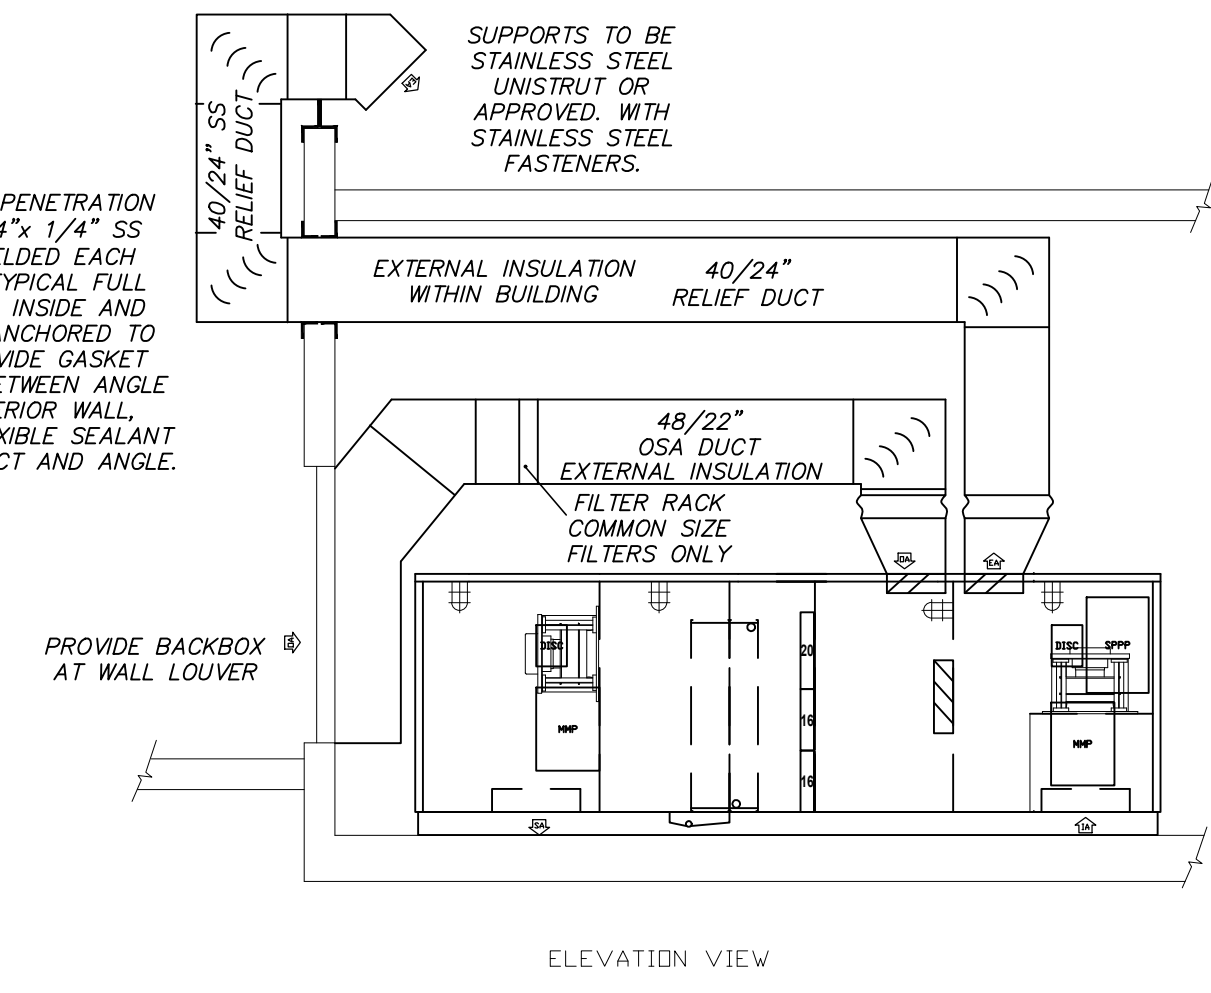 SUPPORTS TO BE
STAINLESS STEEL
UNISTRUT OR
APPROVED. WITH
STAINLESS STEEL
FASTENERS.
EA
40/24" SS
RELIEF DUCT
PENETRATION
4"x 1/4" SS
ELDED EACH
TYPICAL FULL
INSIDE AND
ANCHORED TO
VIDE GASKET
ETWEEN ANGLE
ERIOR WALL,
XIBLE SEALANT
CT AND ANGLE.
EXTERNAL INSULATION
WITHIN BUILDING
40/24"
RELIEF DUCT
48/22"
OSA DUCT
EXTERNAL INSULATION
FILTER RACK
COMMON SIZE
FILTERS ONLY
OA
EA
PROVIDE BACKBOX
AT WALL LOUVER
OA
DISC
MMP
20
16
16
DISC
SPPP
MMP
SA
IA
ELEVATION VIEW